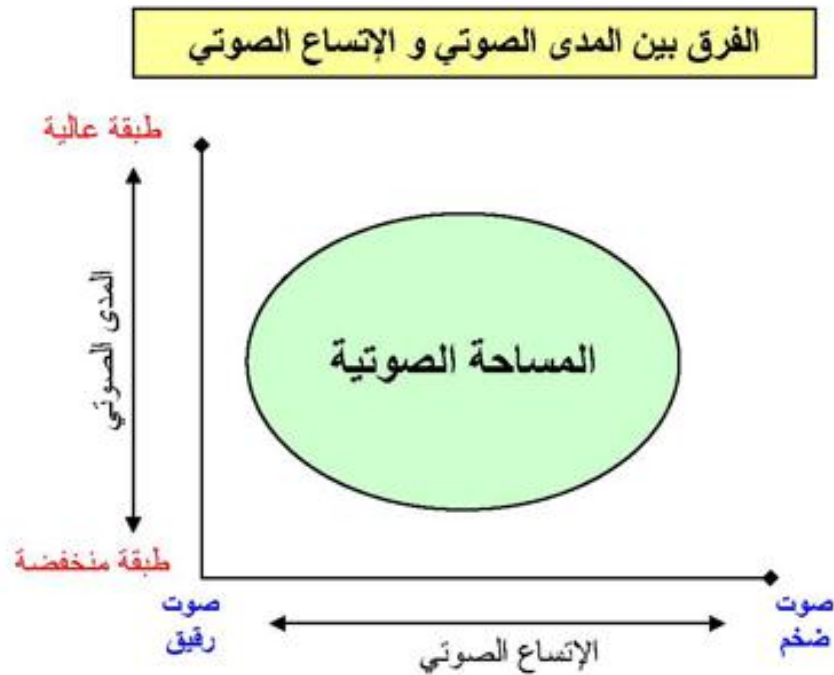 الفرق بين المدى الصوتي و الإتساع الصوتي
طبقة عالية
المدى الصوتي
المساحة الصوتية
طبقة منخفضة
صوت
ضخم
صوت
رقيق
الإتساع الصوتي